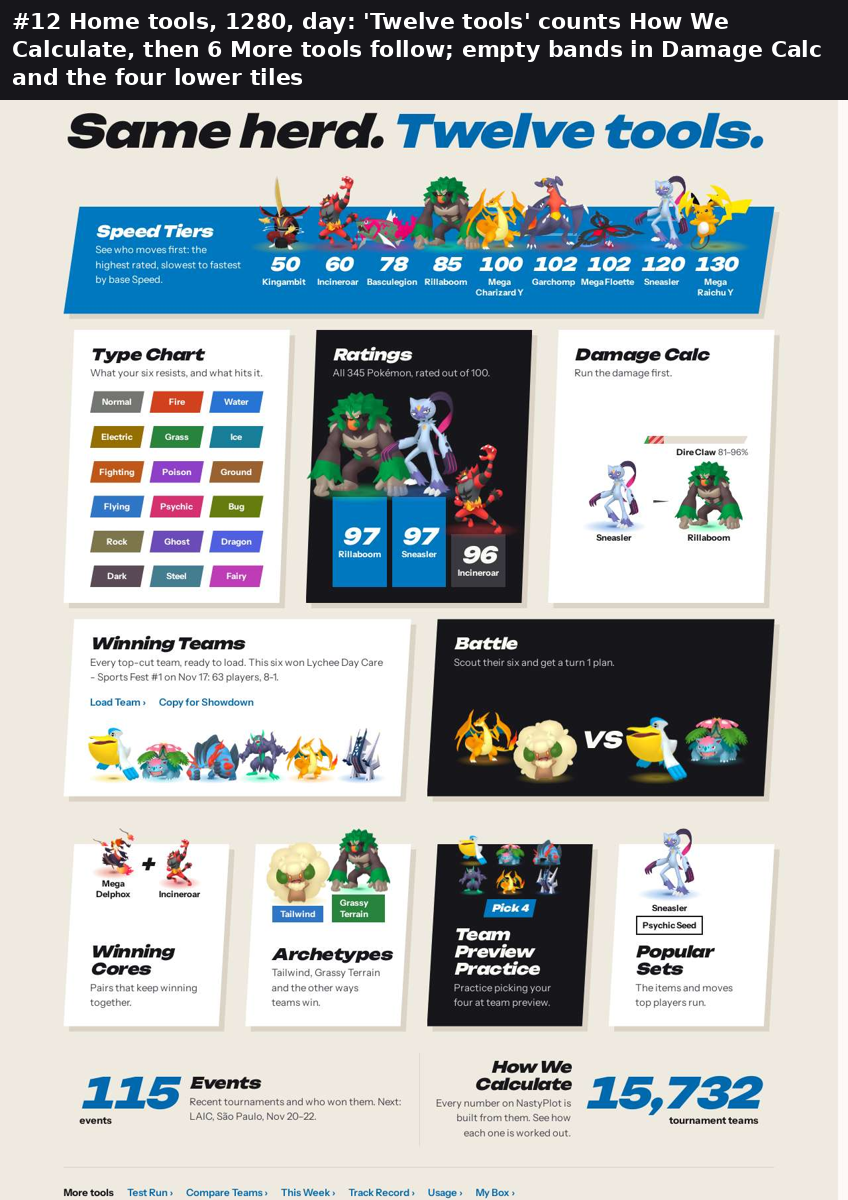 #12 Home tools, 1280, day: 'Twelve tools' counts How We
Calculate, then 6 More tools follow; empty bands in Damage Calc
and the four lower tiles
Same herd. Twelve tools.
Speed Tiers
See who moves first: the
highest rated, slowest to fastest
by base Speed.
50 60 78 85 100 102 102 120 130
Kingambit Incineroar Basculegion Rillaboom Mega Charizard Y Garchomp Mega Floette Sneasler Mega Raichu Y
Type Chart
What your six resists, and what hits it.
Normal Fire Water
Electric Grass Ice
Fighting Poison Ground
Flying Psychic Bug
Rock Ghost Dragon
Dark Steel Fairy
Ratings
All 345 Pokémon, rated out of 100.
97 Rillaboom
97 Sneasler
96 Incineroar
Damage Calc
Run the damage first.
Dire Claw 81–96%
Sneasler Rillaboom
Winning Teams
Every top-cut team, ready to load. This six won Lychee Day Care
– Sports Fest #1 on Nov 17: 63 players, 8-1.
Load Team › Copy for Showdown
Battle
Scout their six and get a turn 1 plan.
VS
+
Mega
Delphox
Incineroar
Winning
Cores
Pairs that keep winning
together.
Tailwind
Grassy
Terrain
Archetypes
Tailwind, Grassy Terrain
and the other ways
teams win.
Pick 4
Team
Preview
Practice
Practice picking your
four at team preview.
Sneasler
Psychic Seed
Popular
Sets
The items and moves
top players run.
115
events
Events
Recent tournaments and who won them. Next:
LAIC, São Paulo, Nov 20–22.
How We
Calculate
Every number on NastyPlot is
built from them. See how
each one is worked out.
15,732
tournament teams
More tools Test Run › Compare Teams › This Week › Track Record › Usage › My Box ›